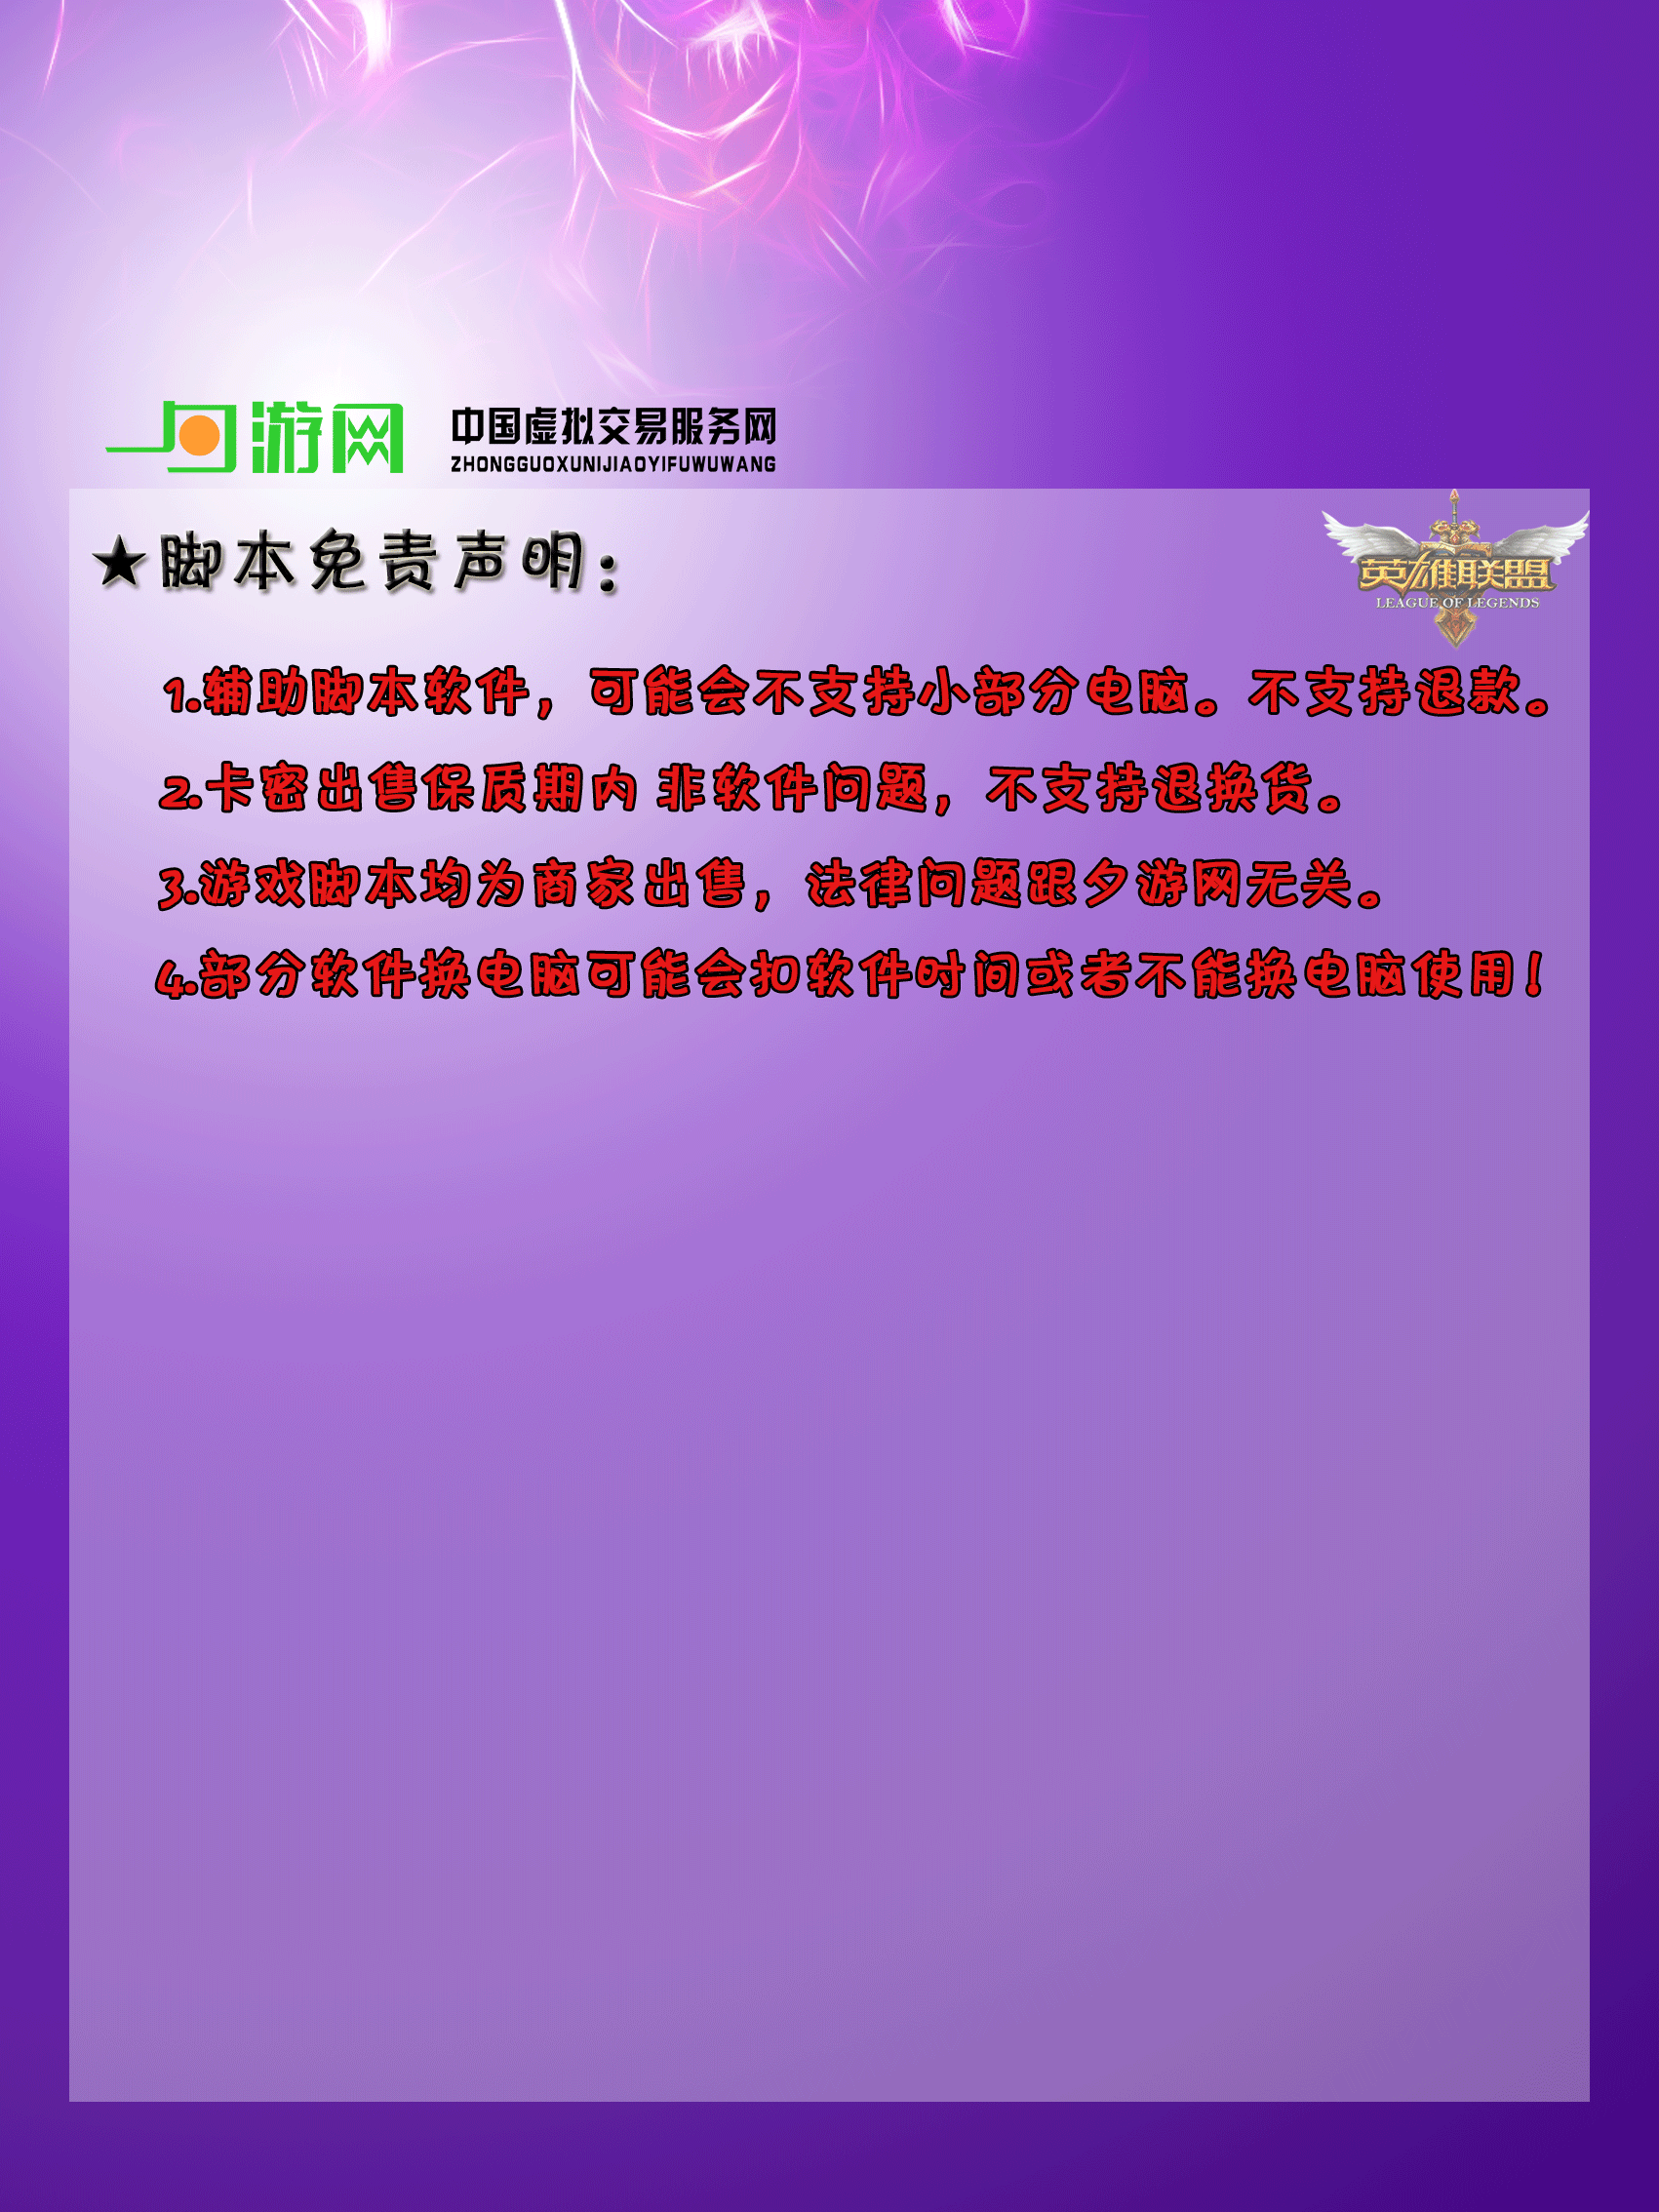 夕游网
中国虚拟交易服务网
ZHONGGUOXUNIJIAOYIFUWUWANG
★脚本免责声明：
英雄联盟
LEAGUE OF LEGENDS
1.辅助脚本软件，可能会不支持小部分电脑。不支持退款。
2.卡密出售保质期内 非软件问题，不支持退换货。
3.游戏脚本均为商家出售，法律问题跟夕游网无关。
4.部分软件换电脑可能会扣软件时间或者不能换电脑使用！